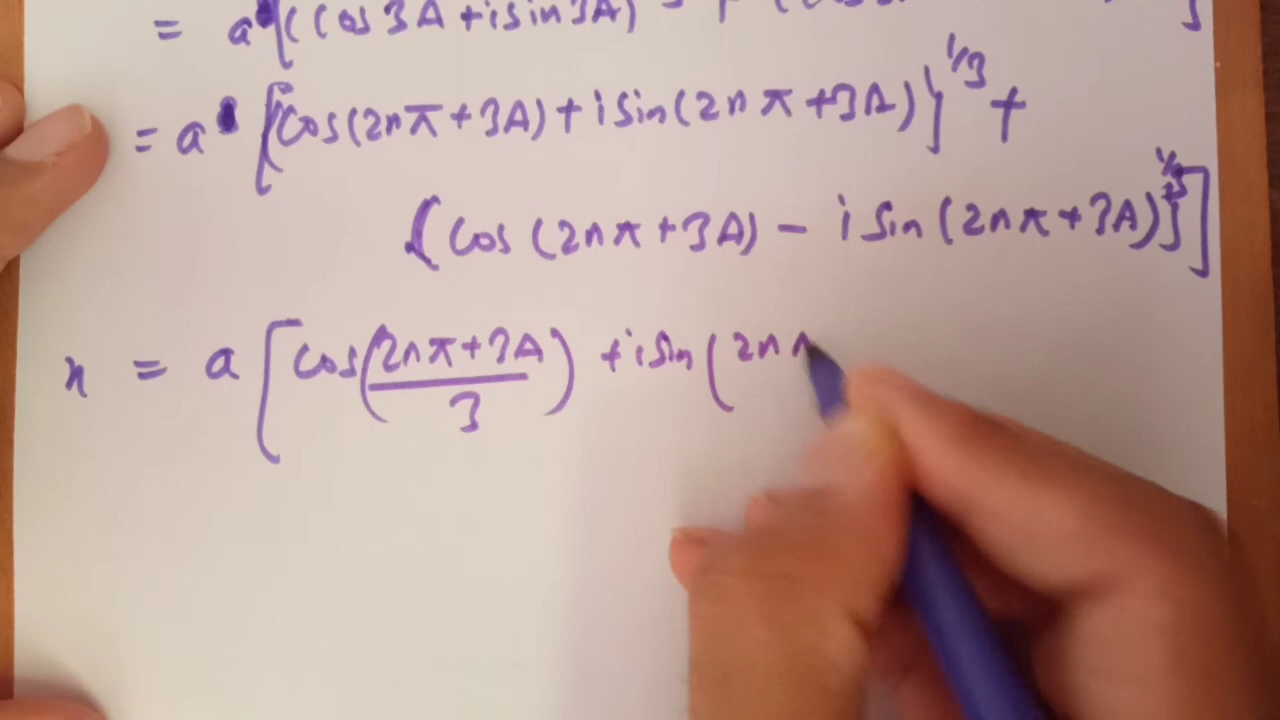 = a{(cos 3A + i sin 3A)
= a [{cos(2nπ + 3A) + i sin(2nπ + 3A)}^1/3 +
{cos (2nπ + 3A) - i sin (2nπ + 3A)}^1/3]
x = a [cos(2nπ + 3A / 3) + i sin (2n